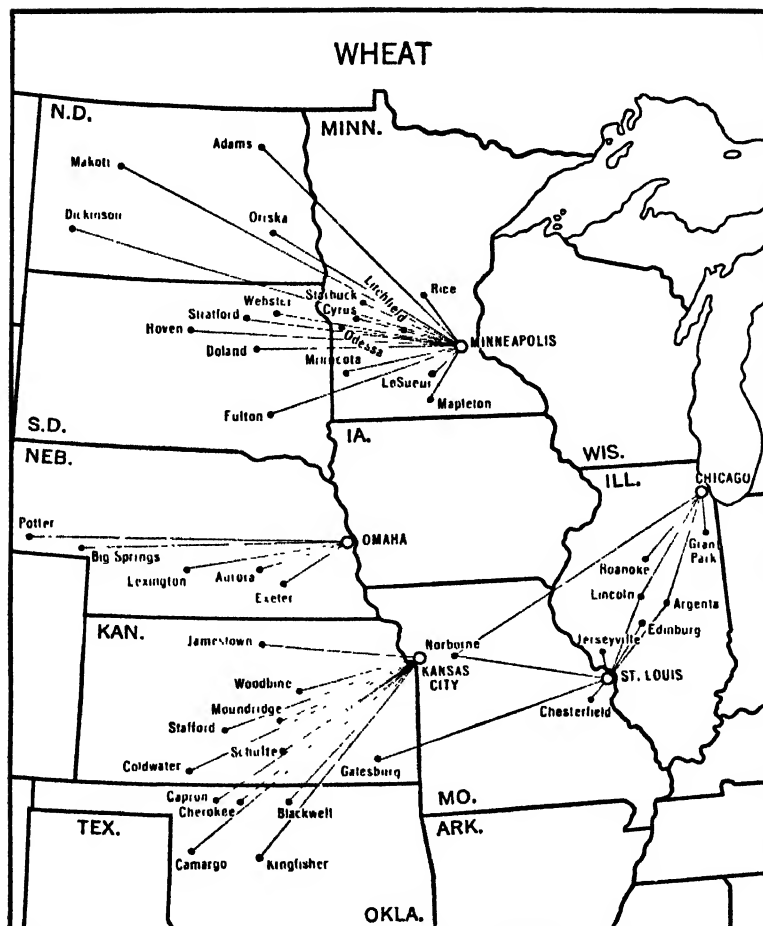 WHEAT
N.D.
MINN.
Adams
Makoti
Dickinson
Oriska
Litchfield
Rice
Starbuck
Webster
Cyrus
Stratford
Hoven
Odessa
MINNEAPOLIS
Doland
Minneota
LeSueur
Mapleton
Fulton
S.D.
IA.
NEB.
WIS.
ILL.
CHICAGO
Potter
OMAHA
Big Springs
Grant
Park
Lexington
Aurora
Roanoke
Exeter
Lincoln
Argenta
KAN.
Edinburg
Jamestown
Norborne
Jerseyville
KANSAS
CITY
ST. LOUIS
Woodbine
Moundridge
Chesterfield
Stafford
Schulte
Coldwater
Galesburg
Capron
Cherokee
Blackwell
MO.
TEX.
ARK.
Camargo
Kingfisher
OKLA.